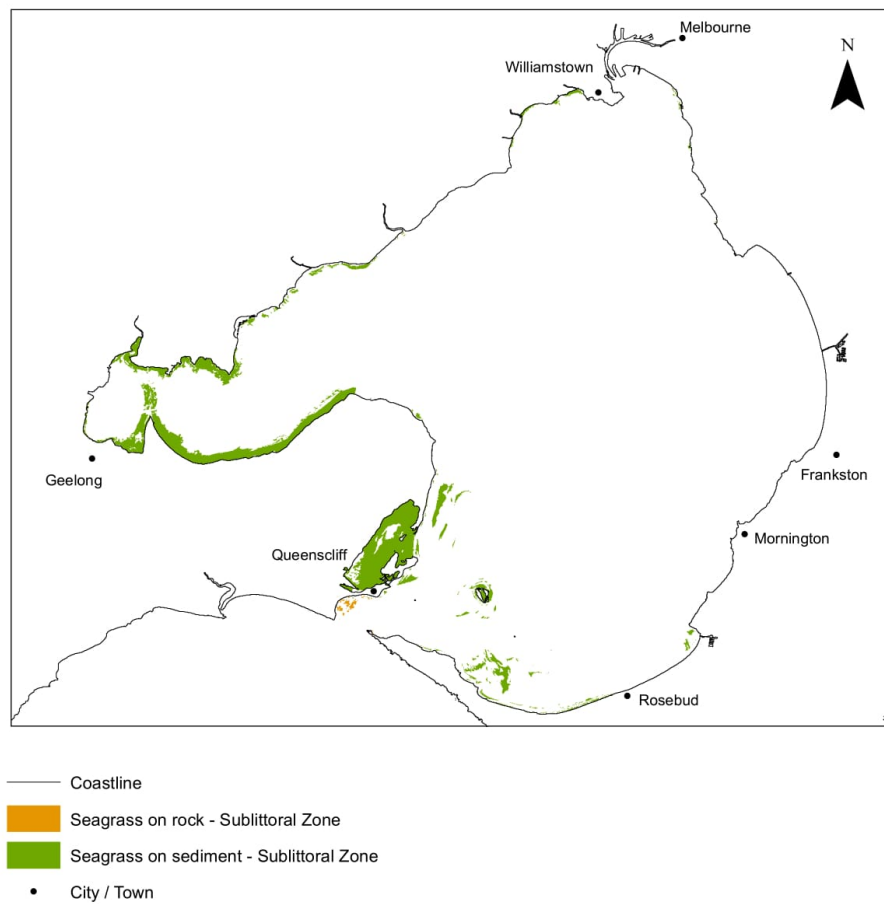 Melbourne
Williamstown
N
Geelong
Frankston
Mornington
Queenscliff
Rosebud
Coastline
Seagrass on rock - Sublittoral Zone
Seagrass on sediment - Sublittoral Zone
City / Town